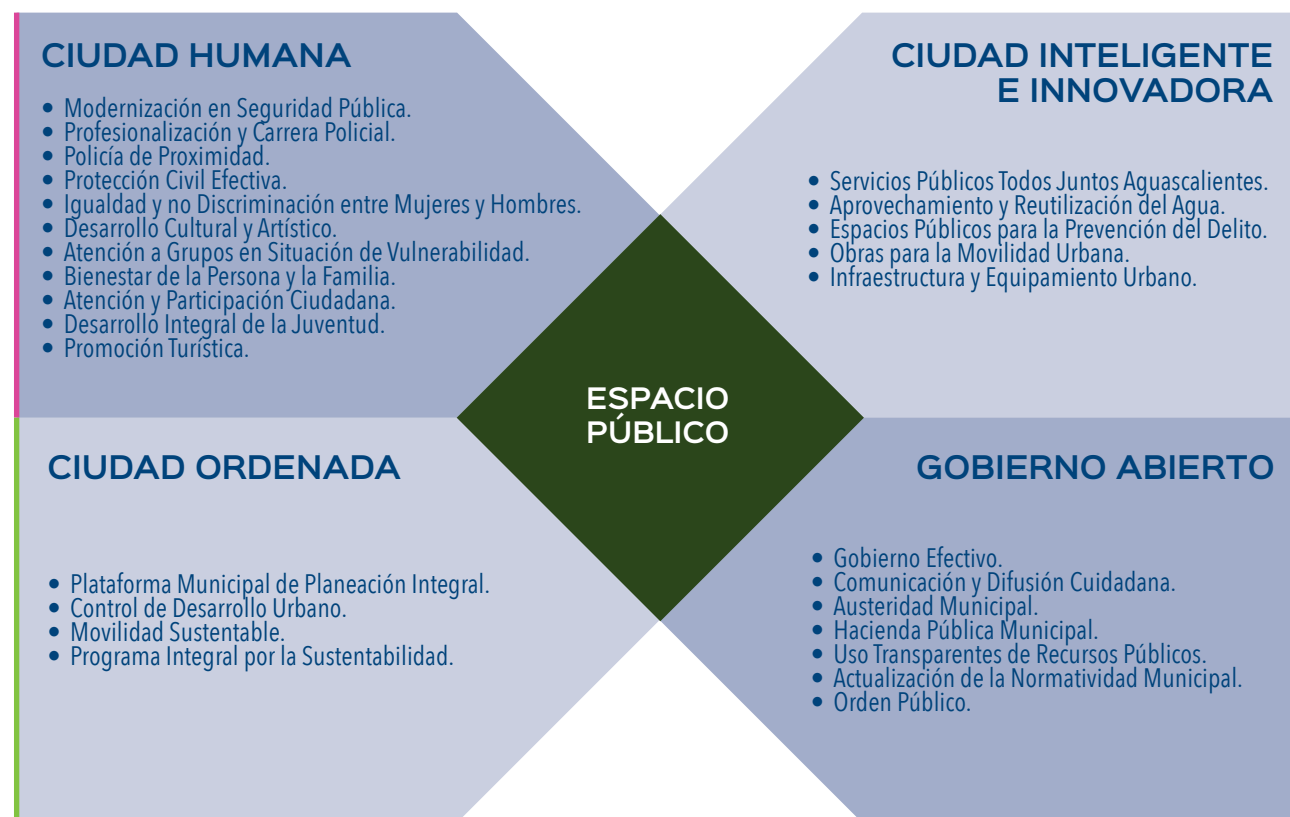 CIUDAD HUMANA
• Modernización en Seguridad Pública.
• Profesionalización y Carrera Policial.
• Policía de Proximidad.
• Protección Civil Efectiva.
• Igualdad y no Discriminación entre Mujeres y Hombres.
• Desarrollo Cultural y Artístico.
• Atención a Grupos en Situación de Vulnerabilidad.
• Bienestar de la Persona y la Familia.
• Atención y Participación Ciudadana.
• Desarrollo Integral de la Juventud.
• Promoción Turística.
CIUDAD INTELIGENTE
E INNOVADORA
• Servicios Públicos Todos Juntos Aguascalientes.
• Aprovechamiento y Reutilización del Agua.
• Espacios Públicos para la Prevención del Delito.
• Obras para la Movilidad Urbana.
• Infraestructura y Equipamiento Urbano.
ESPACIO
PÚBLICO
CIUDAD ORDENADA
• Plataforma Municipal de Planeación Integral.
• Control de Desarrollo Urbano.
• Movilidad Sustentable.
• Programa Integral por la Sustentabilidad.
GOBIERNO ABIERTO
• Gobierno Efectivo.
• Comunicación y Difusión Cuidadana.
• Austeridad Municipal.
• Hacienda Pública Municipal.
• Uso Transparentes de Recursos Públicos.
• Actualización de la Normatividad Municipal.
• Orden Público.